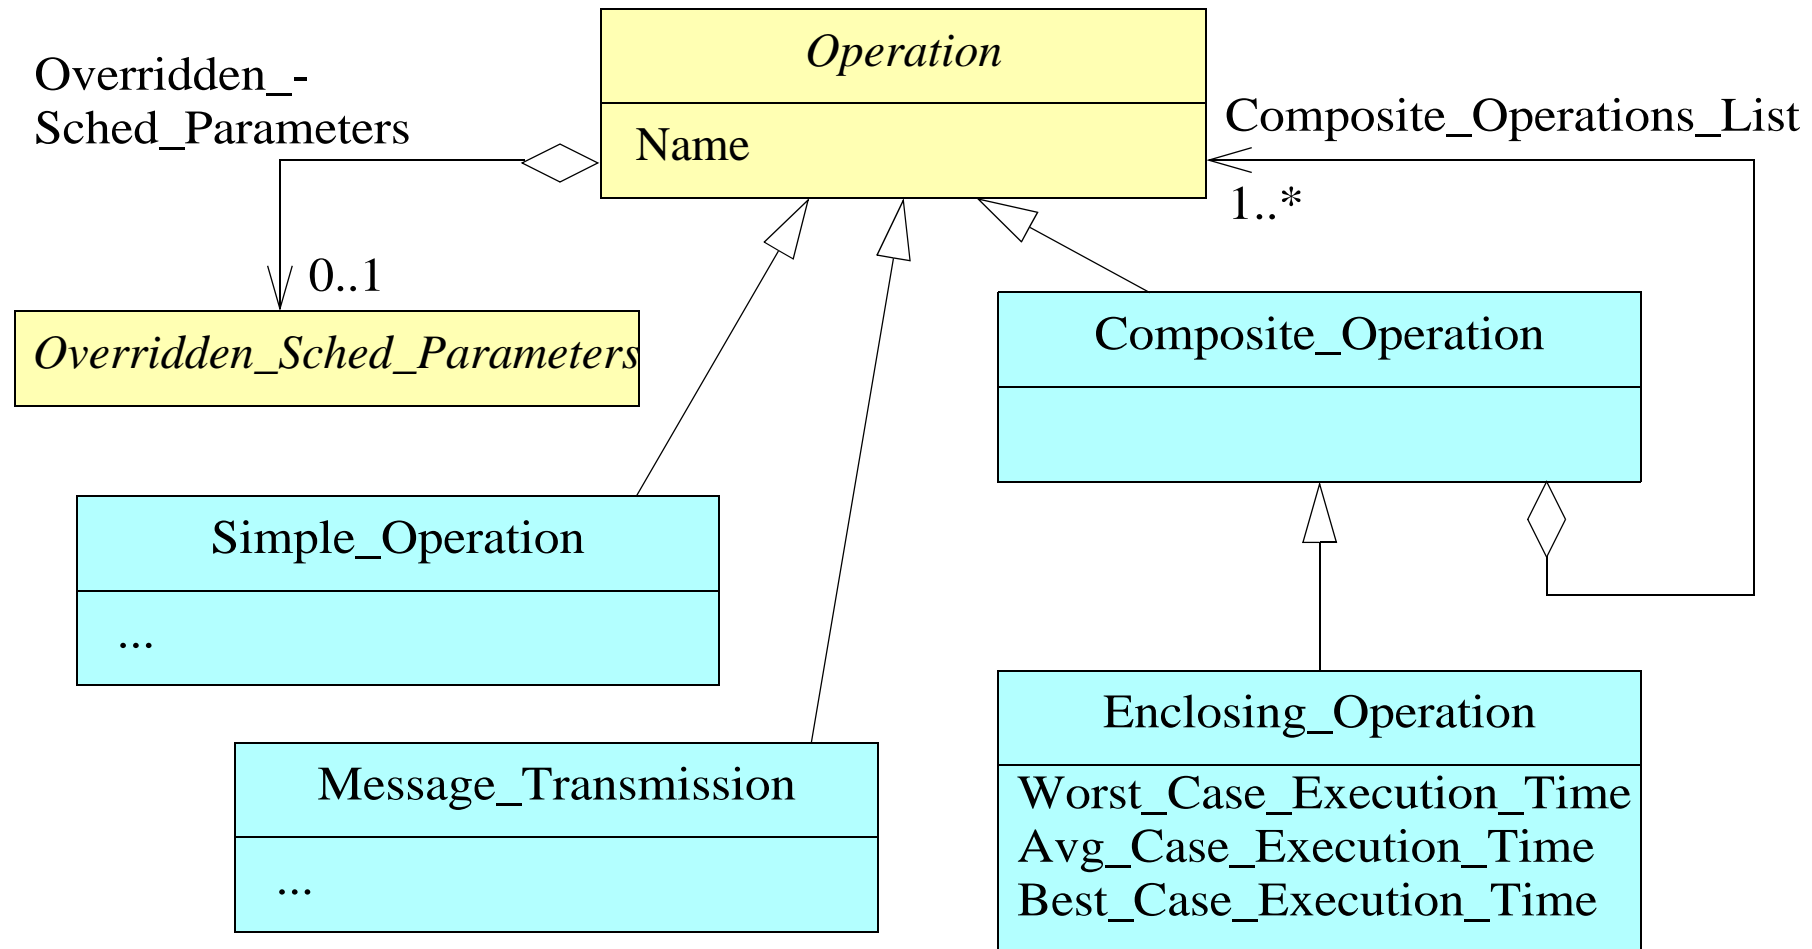 Operation
Name
Overridden_-
Sched_Parameters
0..1
Overridden_Sched_Parameters
Composite_Operations_List
1..*
Composite_Operation
Simple_Operation
...
Message_Transmission
...
Enclosing_Operation
Worst_Case_Execution_Time
Avg_Case_Execution_Time
Best_Case_Execution_Time